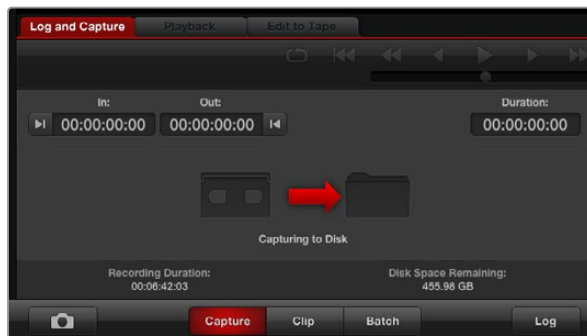 Log and Capture Playback Edit to Tape
In: Out: Duration:
00:00:00:00 00:00:00:00 00:00:00:00
Capturing to Disk
Recording Duration: Disk Space Remaining:
00:06:42:03 455.98 GB
Capture Clip Batch Log